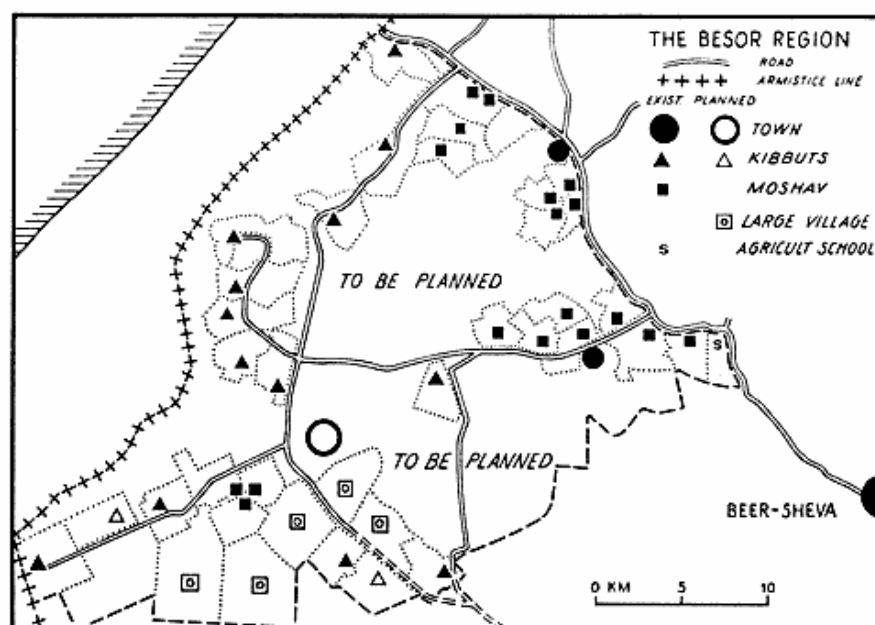 THE BESOR REGION
ROAD
ARMISTICE LINE
EXIST. PLANNED
TOWN
KIBBUTS
MOSHAV
LARGE VILLAGE
S AGRICULT SCHOOL
TO BE PLANNED
S
TO BE PLANNED
BEER-SHEVA
0 KM 5 10